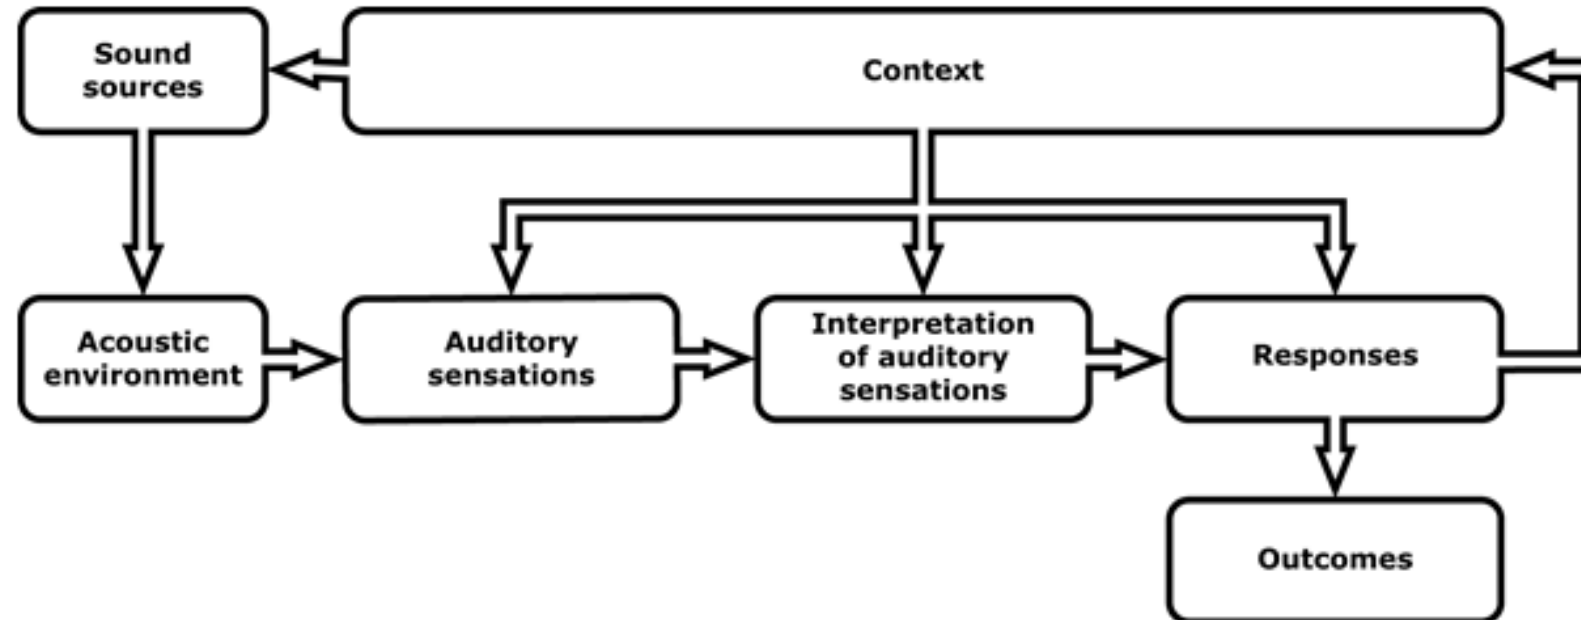 Sound
sources
Context
Acoustic
environment
Auditory
sensations
Interpretation
of auditory
sensations
Responses
Outcomes